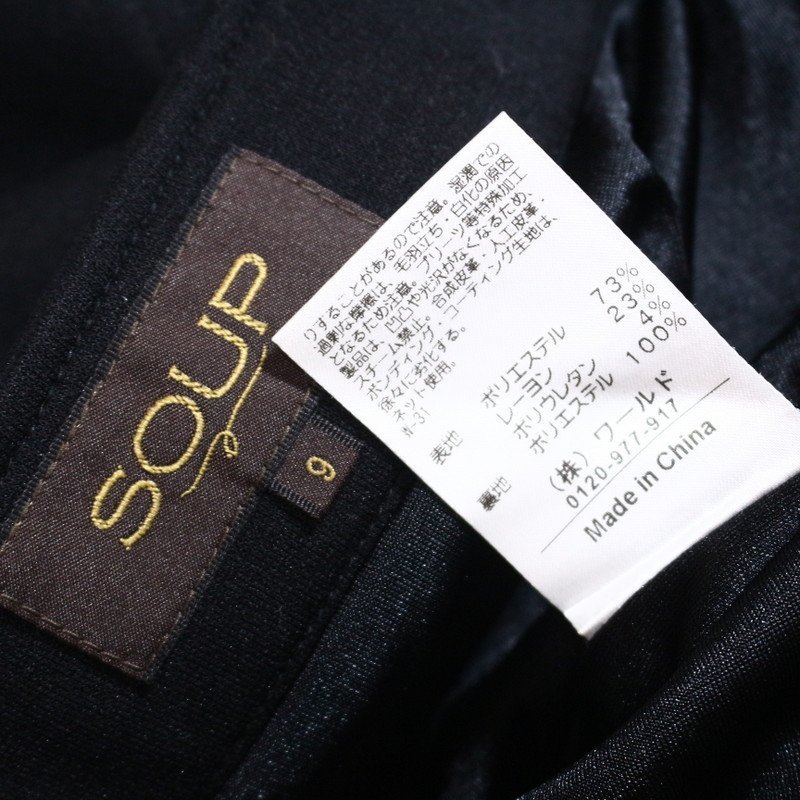 SOUP
9
りすることがあるので注意。湿潤での
過剰な摩擦は、毛羽立ち・白化の原因
となるため注意。プリーツ等特殊加工
製品は、凹凸や光沢がなくなるため、
スチーム禁止。合成皮革・人工皮革・
ボンディング、コーティング生地は、
徐々に劣化する。
ネット使用。
W-31
表地 ポリエステル 73%
レーヨン 23%
ポリウレタン 4%
裏地 ポリエステル 100%
(株) ワールド
0120-977-917
Made in China